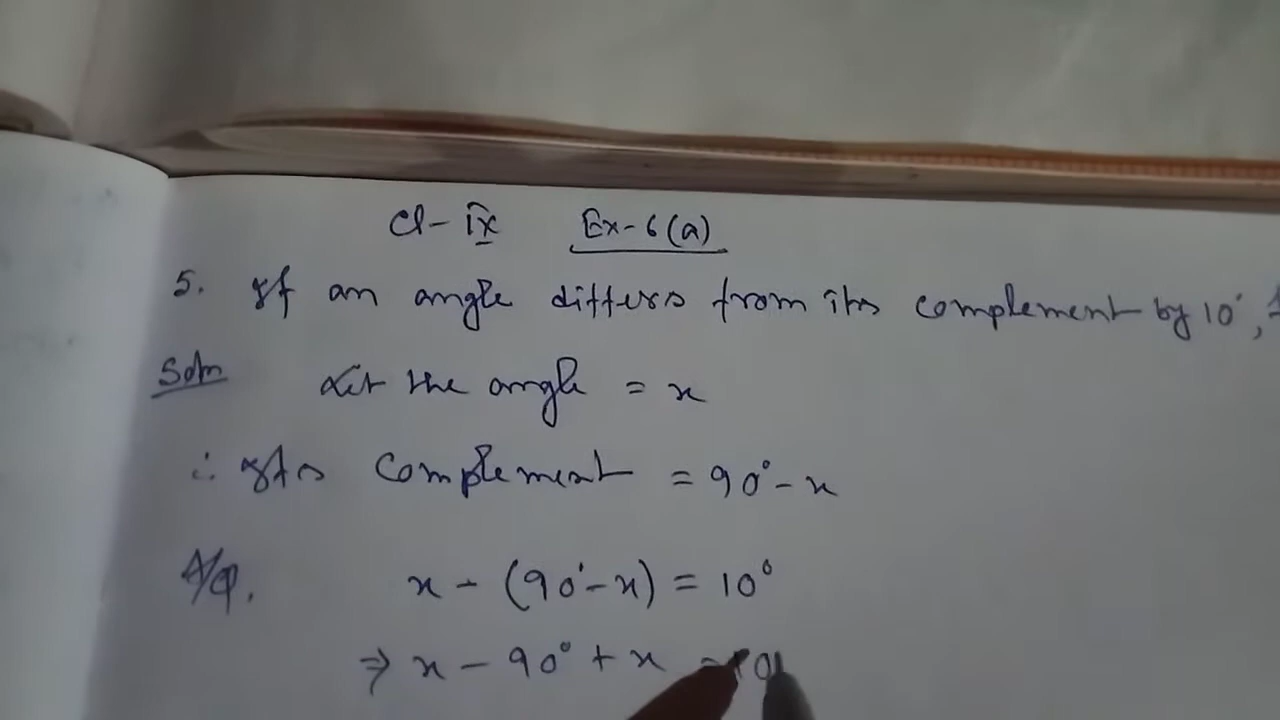 Cl - IX Ex-6(a)
5. If an angle differs from its complement by 10°,
Soln Let the angle = x
∴ Its complement = 90° - x
A/Q. x - (90° - x) = 10°
⇒ x - 90° + x = 10